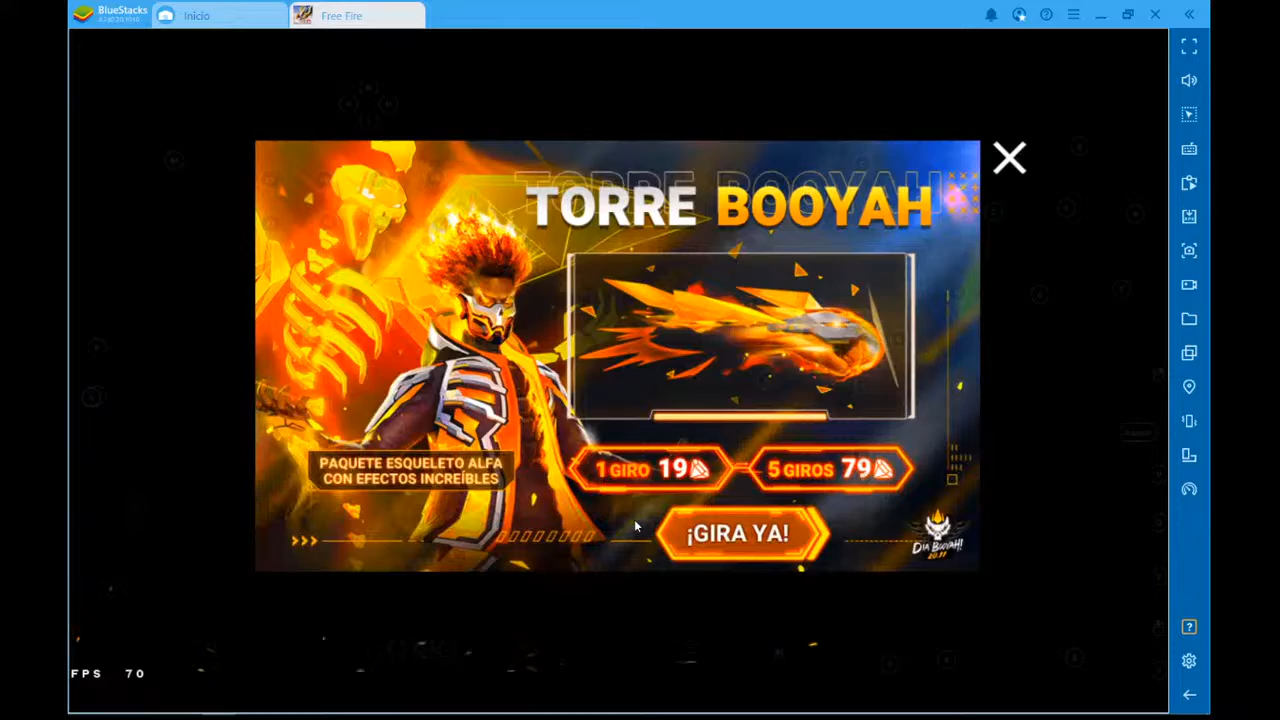 BlueStacks
Inicio
Free Fire
TORRE BOOYAH
PAQUETE ESQUELETO ALFA
CON EFECTOS INCREÍBLES
1 GIRO 19
5 GIROS 79
¡GIRA YA!
DIA BOOYAH!
FPS 70